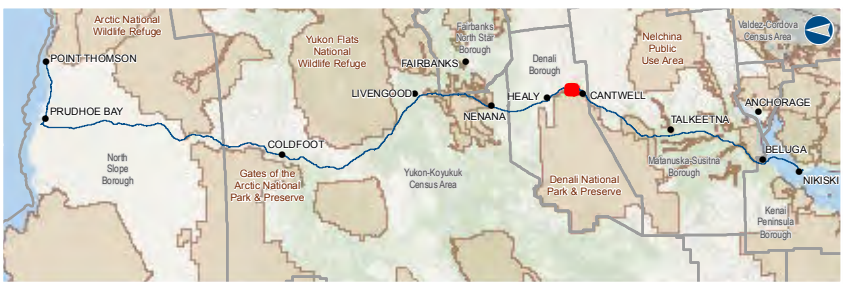 Arctic National
Wildlife Refuge
POINT THOMSON
PRUDHOE BAY
North
Slope
Borough
COLDFOOT
Gates of the
Arctic National
Park & Preserve
Yukon Flats
National
Wildlife Refuge
LIVENGOOD
FAIRBANKS
Fairbanks
North Star
Borough
NENANA
Yukon-Koyukuk
Census Area
Denali
Borough
HEALY
CANTWELL
Denali National
Park & Preserve
Nelchina
Public
Use Area
TALKEETNA
Matanuska-Susitna
Borough
Valdez-Cordova
Census Area
ANCHORAGE
BELUGA
NIKISKI
Kenai
Peninsula
Borough